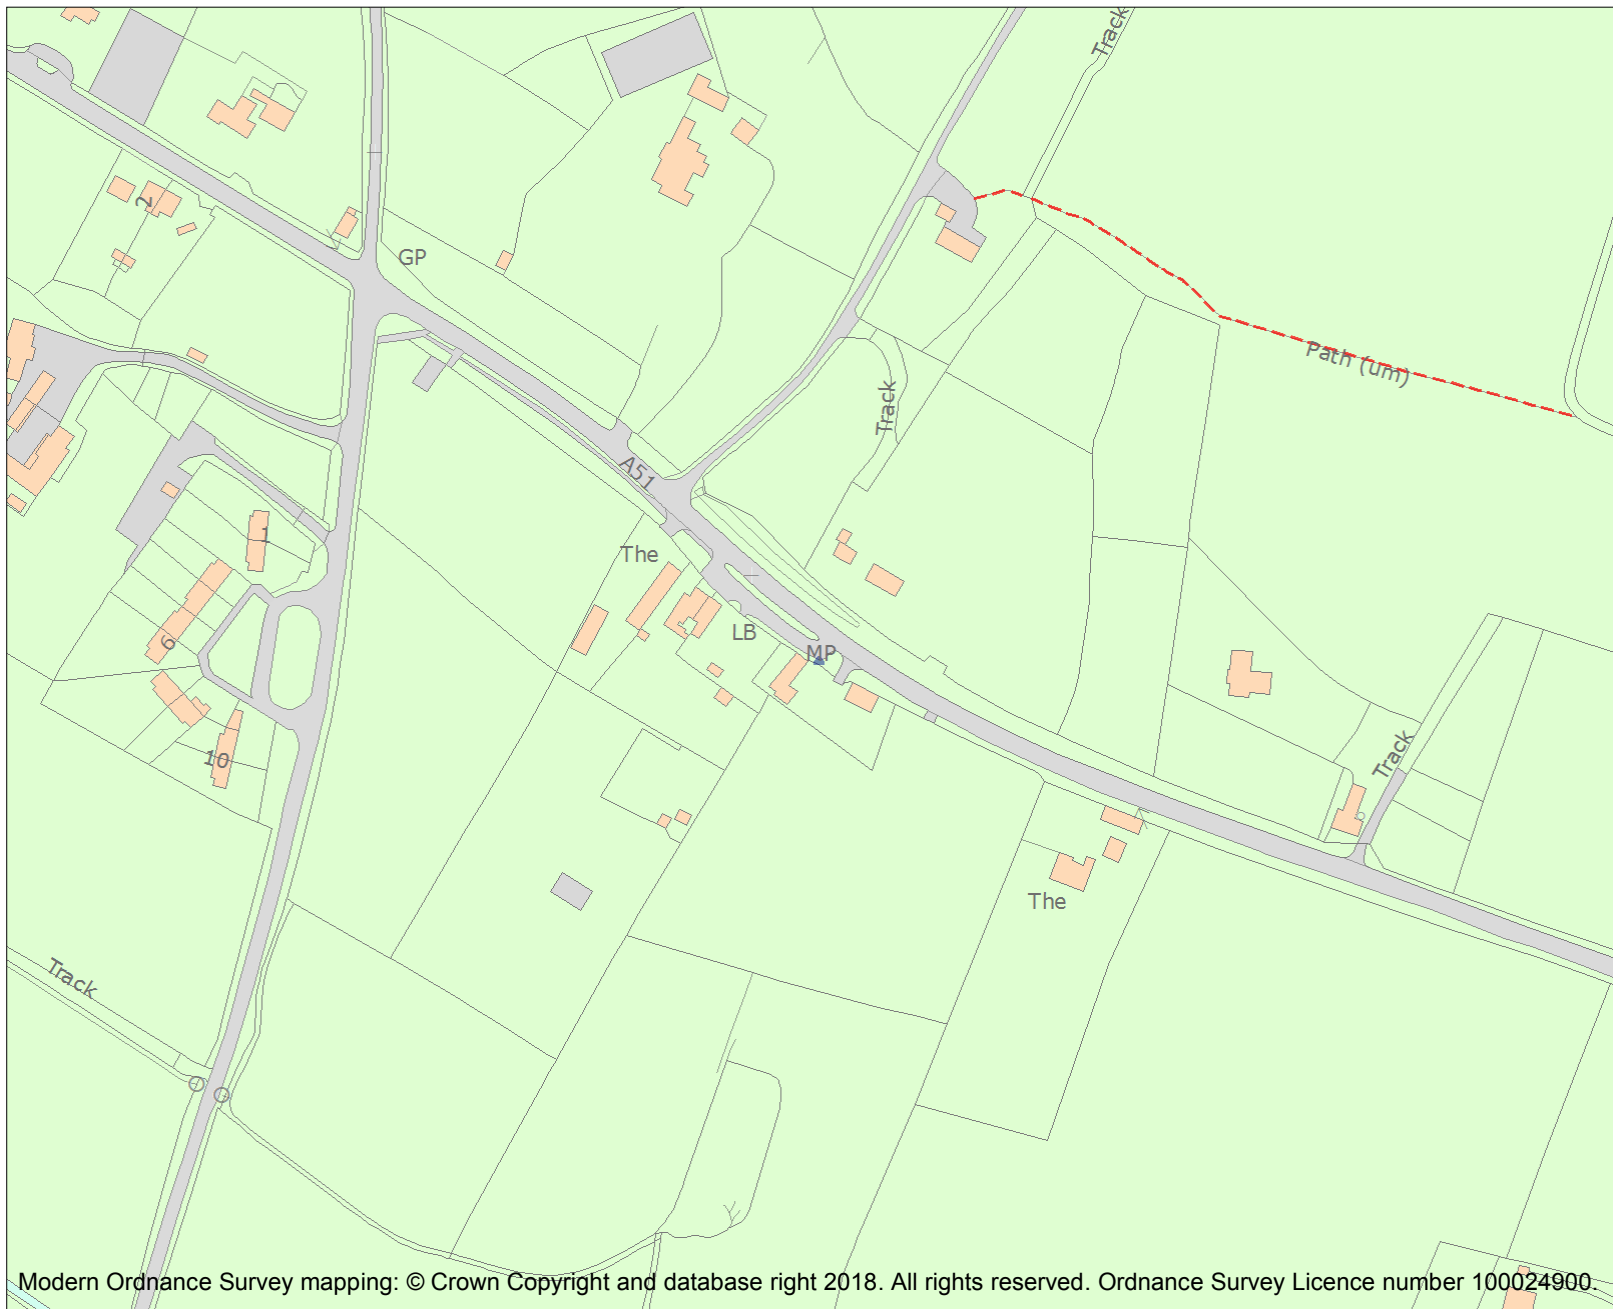 Track
2
GP
Path (um)
Track
A51
1
The
LB
6
MP
10
Track
The
Track
Modern Ordnance Survey mapping: © Crown Copyright and database right 2018. All rights reserved. Ordnance Survey Licence number 100024900.